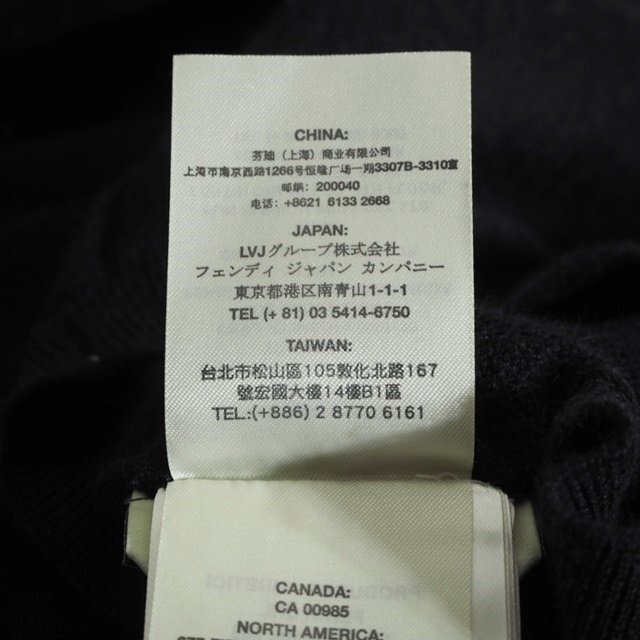 CHINA:
芬迪（上海）商业有限公司
上海市南京西路1266号恒隆广场一期3307B-3310室
邮编: 200040
电话: +8621 6133 2668
JAPAN:
LVJグループ株式会社
フェンディ ジャパン カンパニー
東京都港区南青山1-1-1
TEL (+ 81) 03 5414-6750
TAIWAN:
台北市松山區105敦化北路167
號宏國大樓14樓B1區
TEL:(+886) 2 8770 6161
CANADA:
CA 00985
NORTH AMERICA: